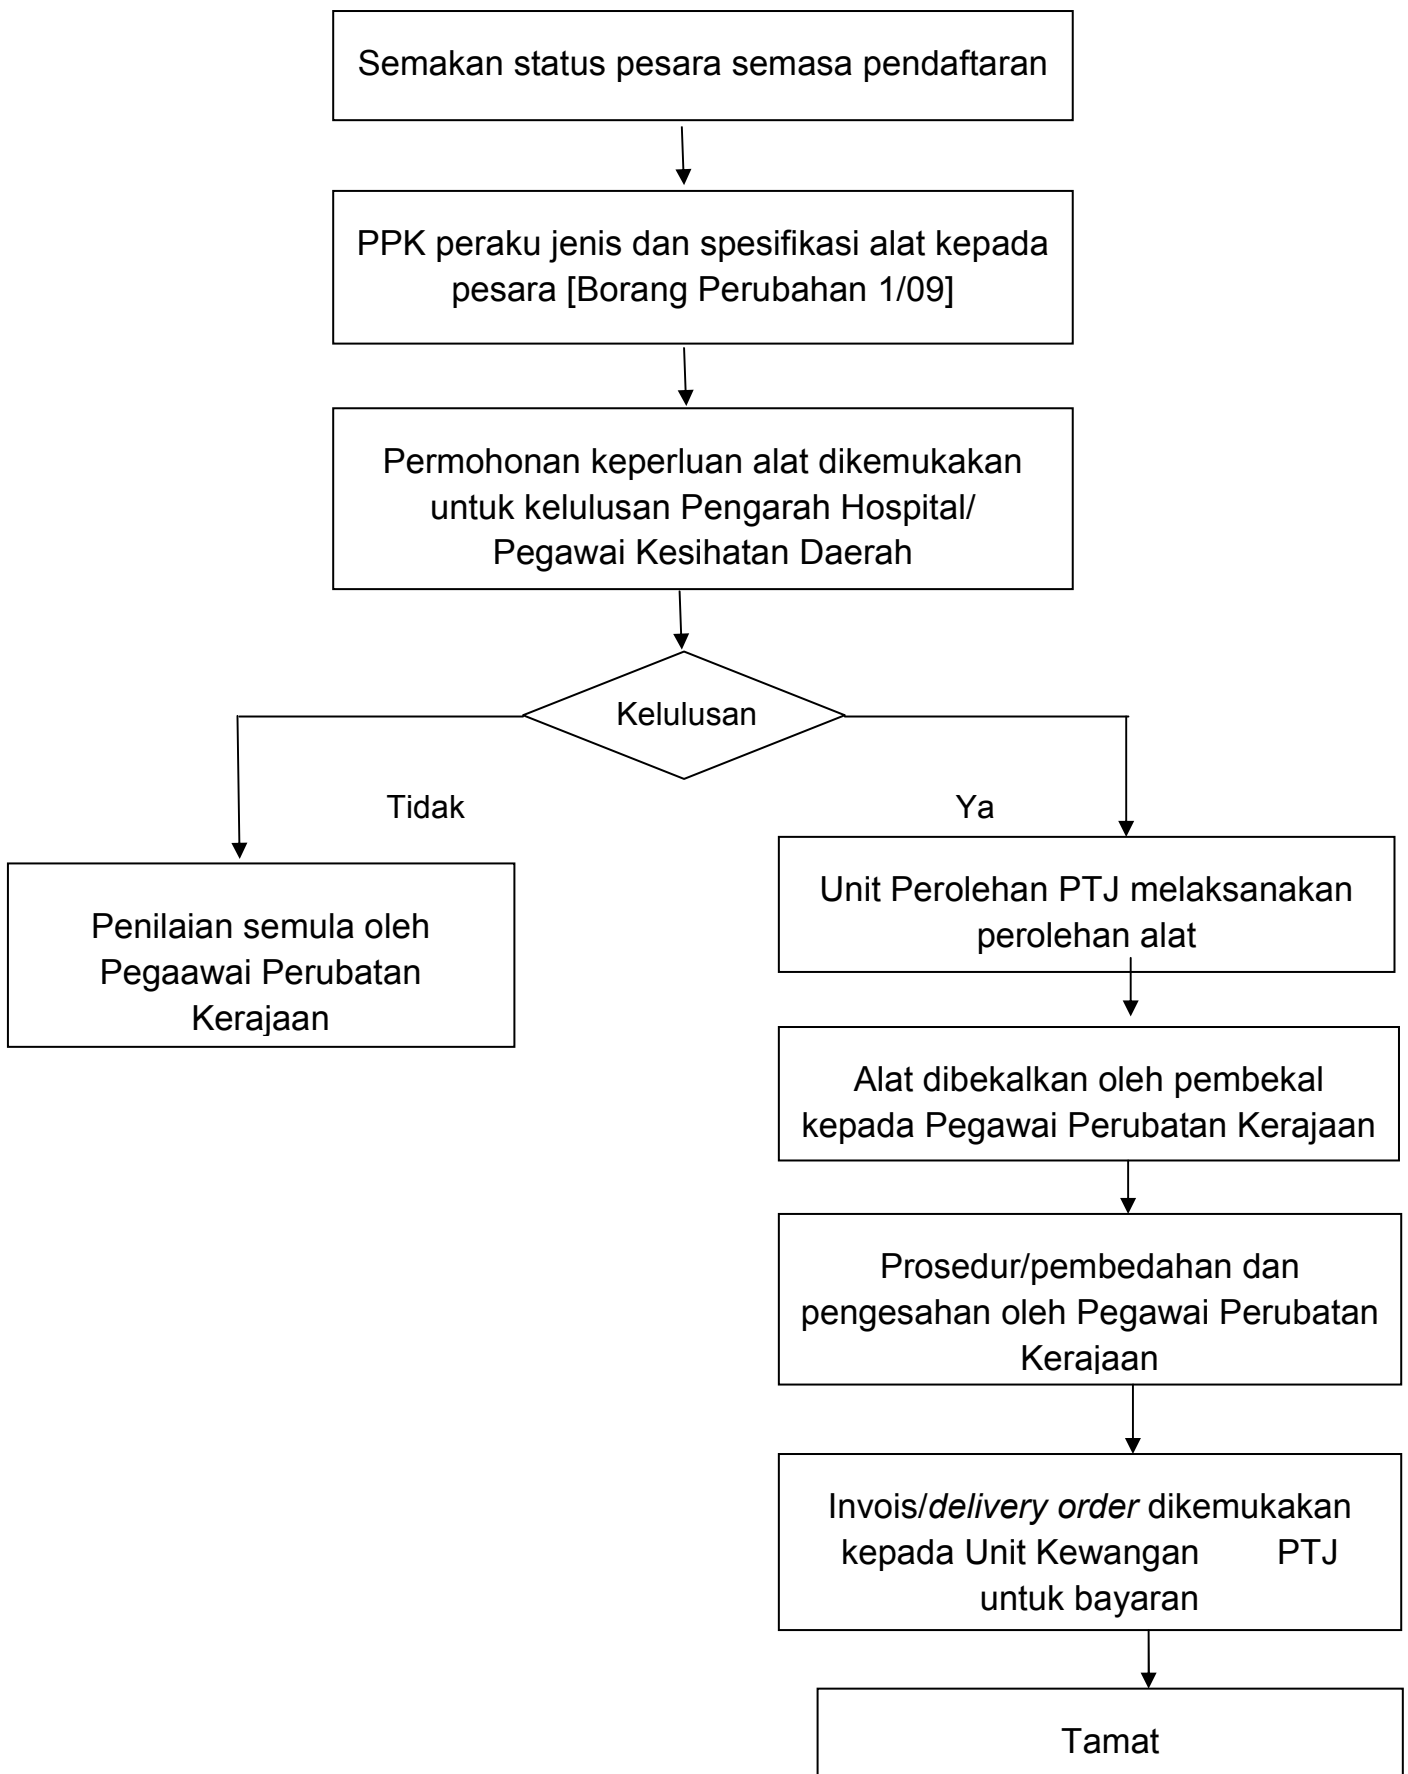 Semakan status pesara semasa pendaftaran
PPK peraku jenis dan spesifikasi alat kepada
pesara [Borang Perubahan 1/09]
Permohonan keperluan alat dikemukakan
untuk kelulusan Pengarah Hospital/
Pegawai Kesihatan Daerah
Kelulusan
Tidak
Ya
Penilaian semula oleh
Pegaawai Perubatan
Kerajaan
Unit Perolehan PTJ melaksanakan
perolehan alat
Alat dibekalkan oleh pembekal
kepada Pegawai Perubatan Kerajaan
Prosedur/pembedahan dan
pengesahan oleh Pegawai Perubatan
Kerajaan
Invois/delivery order dikemukakan
kepada Unit Kewangan PTJ
untuk bayaran
Tamat